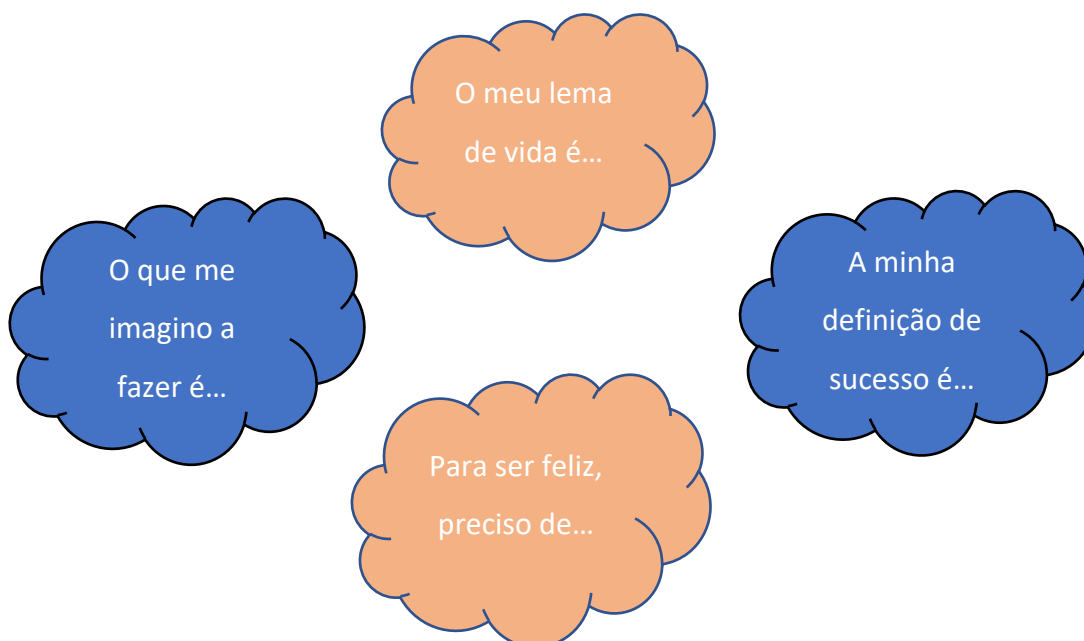 O meu lema
de vida é…
O que me
imagino a
fazer é…
A minha
definição de
sucesso é…
Para ser feliz,
preciso de…